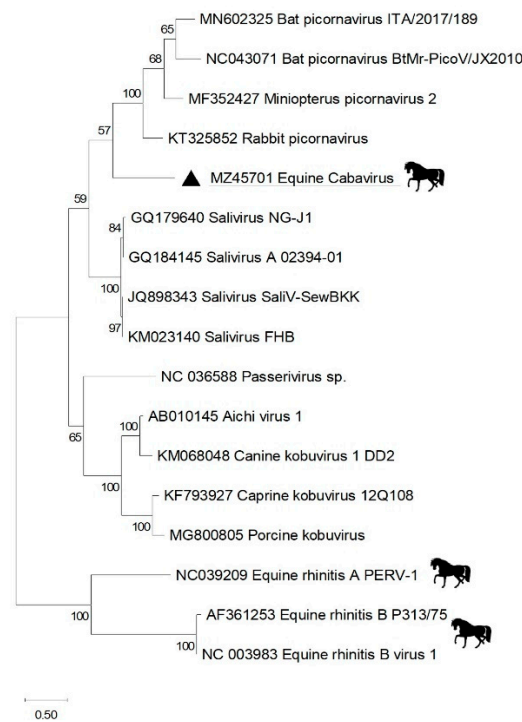 MN602325 Bat picornavirus ITA/2017/189
65
NC043071 Bat picornavirus BtMr-PicoV/JX2010
68
MF352427 Miniopterus picornavirus 2
100
KT325852 Rabbit picornavirus
57
MZ45701 Equine Cabavirus
59
GQ179640 Salivirus NG-J1
84
GQ184145 Salivirus A 02394-01
100
JQ898343 Salivirus SaliV-SewBKK
97
KM023140 Salivirus FHB
NC 036588 Passerivirus sp.
65
AB010145 Aichi virus 1
100
KM068048 Canine kobuvirus 1 DD2
100
KF793927 Caprine kobuvirus 12Q108
100
MG800805 Porcine kobuvirus
NC039209 Equine rhinitis A PERV-1
100
AF361253 Equine rhinitis B P313/75
100
NC 003983 Equine rhinitis B virus 1
0.50